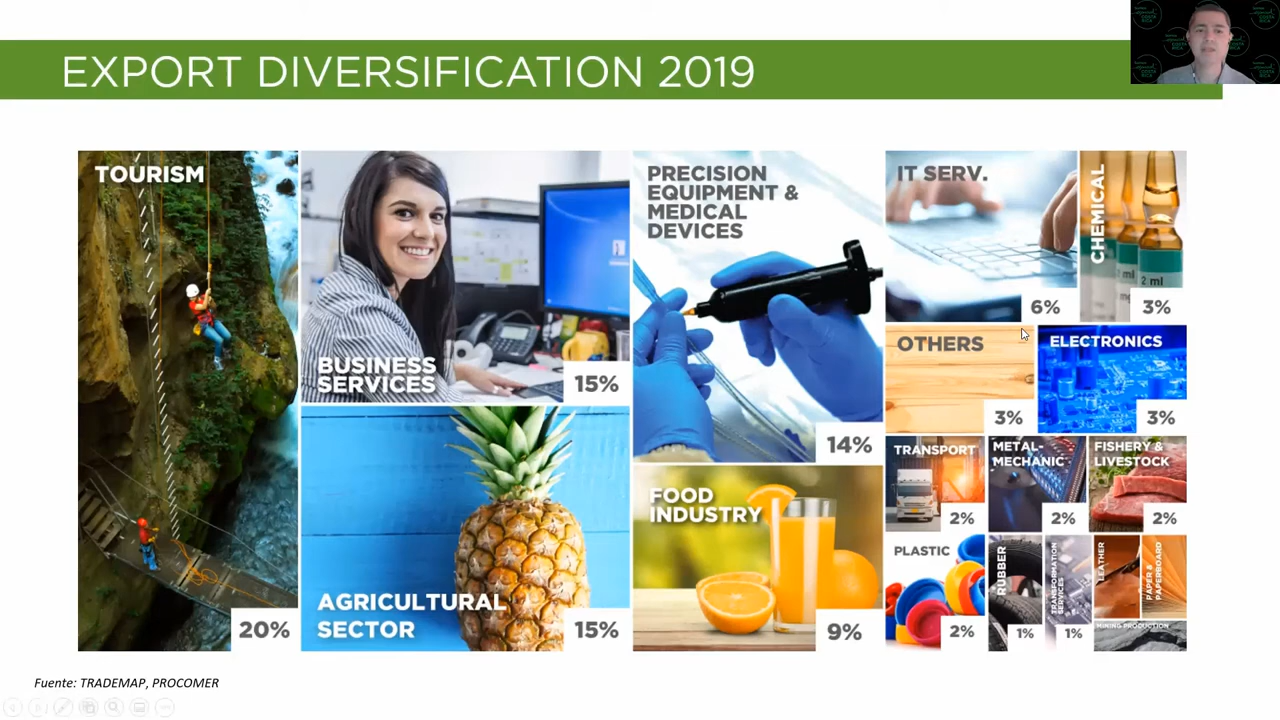 EXPORT DIVERSIFICATION 2019
TOURISM
20%
BUSINESS
SERVICES
15%
AGRICULTURAL
SECTOR
15%
PRECISION
EQUIPMENT &
MEDICAL
DEVICES
14%
FOOD
INDUSTRY
9%
IT SERV.
6%
CHEMICAL
2 ml
2 ml
3%
OTHERS
3%
ELECTRONICS
3%
TRANSPORT
2%
METAL-
MECHANIC
2%
FISHERY &
LIVESTOCK
2%
PLASTIC
2%
RUBBER
1%
TRANSFORMATION
SERVICES
1%
LEATHER
PAPER &
PAPERBOARD
MINING PRODUCTION
Fuente: TRADEMAP, PROCOMER